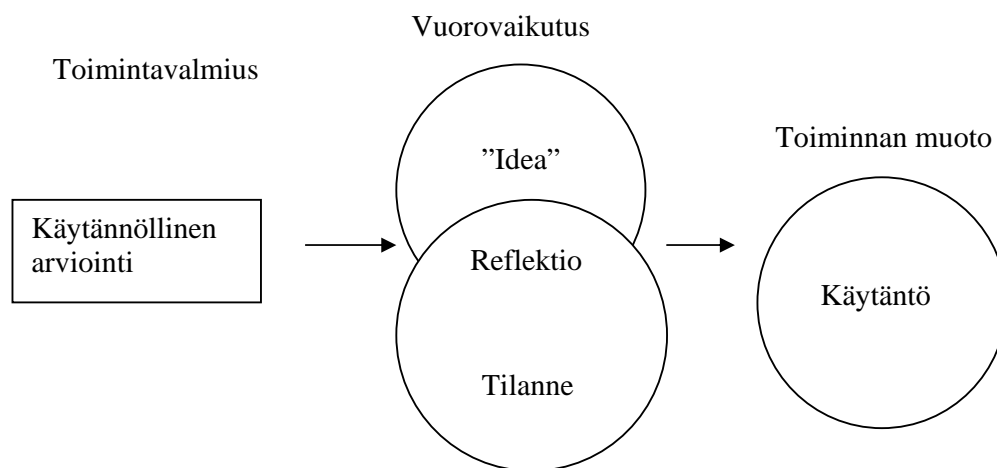 Vuorovaikutus
Toimintavalmius
Toiminnan muoto
”Idea”
Käytännöllinen
arviointi
Reflektio
Käytäntö
Tilanne